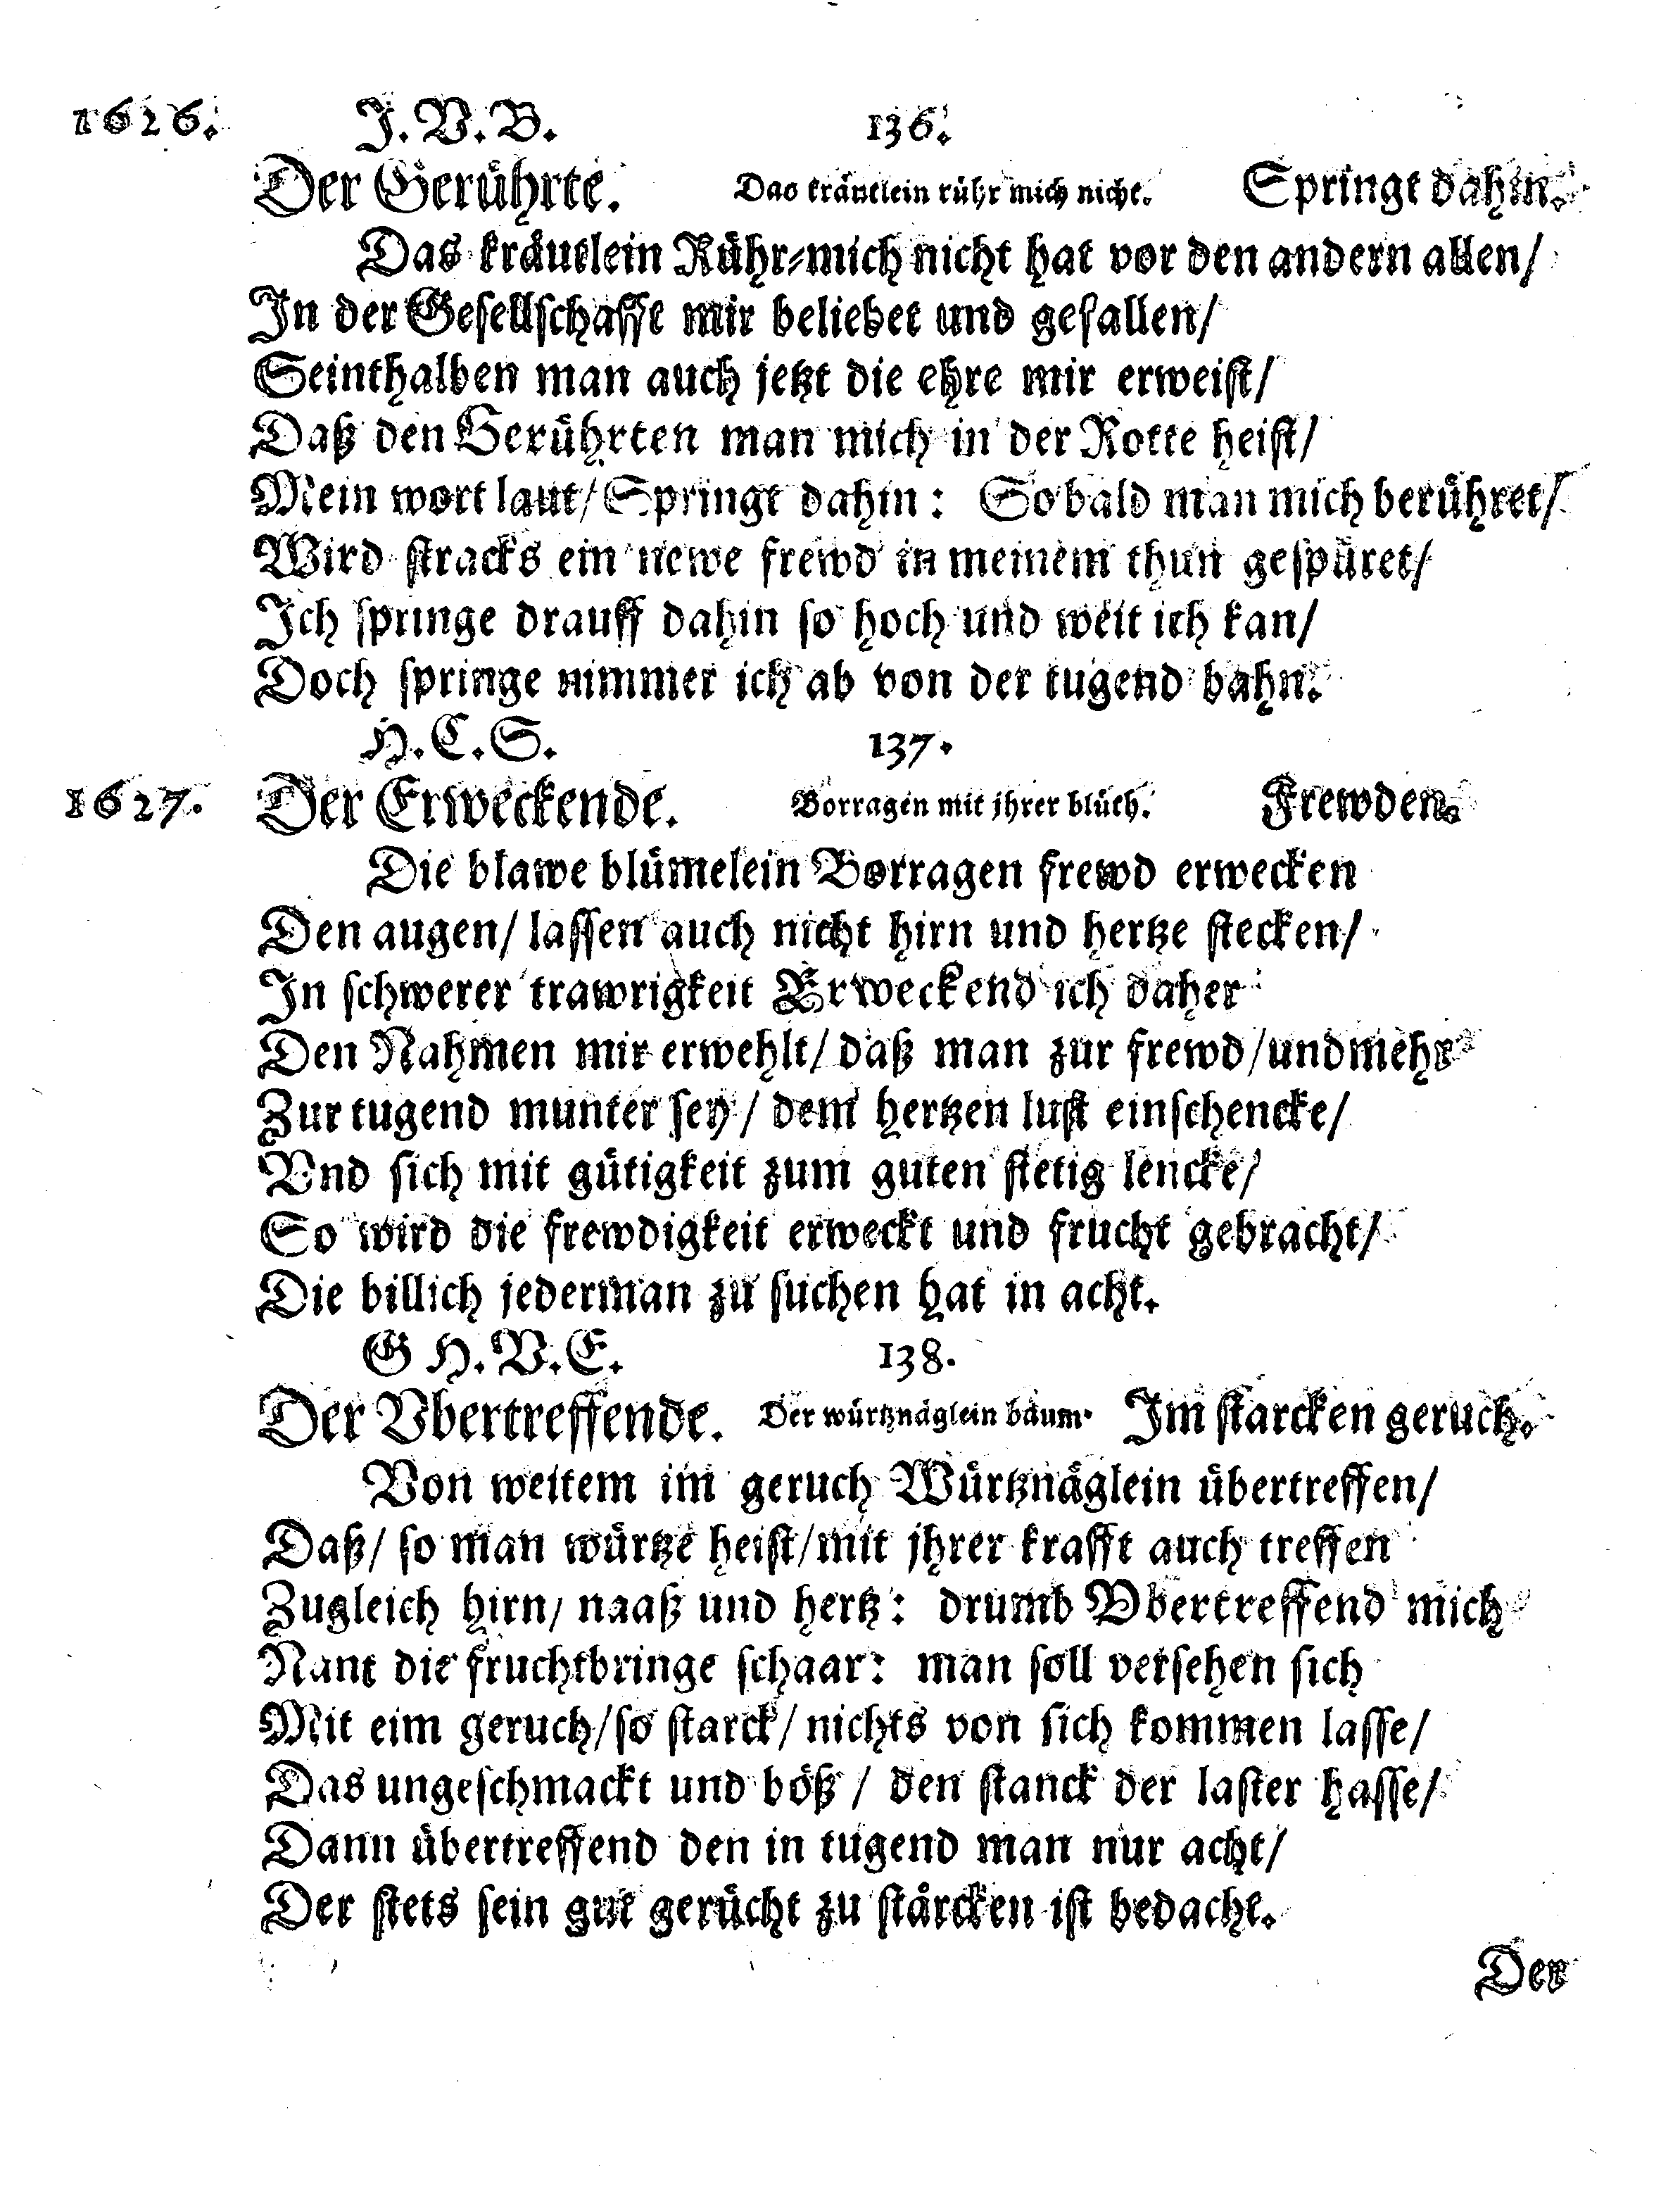 1626. J. V. B. 136.
Der Gerührte. Das kräutlein rühr mich nicht. Springt dahin.
Das kräutlein Rühr-mich nicht hat vor den andern allen/
In der Gesellschafft mir beliebet und gefallen/
Seinthalben man auch jetzt die ehre mir erweist/
Daß den Gerührten man mich in der Rotte heist/
Mein wort laut/ Springt dahin: So bald man mich berühret/
Wird stracks ein newe frewd in meinem thun gespüret/
Ich springe drauff dahin so hoch und weit ich kan/
Doch springe nimmer ich ab von der tugend bahn.
H. C. S. 137.
1627. Der Erweckende. Borragen mit jhrer blüth. Frewden.
Die blawe blümelein Borragen frewd erwecken
Den augen/ lassen auch nicht hirn und hertze stecken/
In schwerer trawrigkeit Erweckend ich daher
Den Nahmen mir erwehlt/ daß man zur frewd/ und mehr
Zur tugend munter sey/ dem hertzen lust einschencke/
Vnd sich mit gütigkeit zum guten stetig lencke/
So wird die frewdigkeit erweckt und frucht gebracht/
Die billich jederman zu suchen hat in acht.
G H. V. E. 138.
Der Vbertreffende. Der würtznäglein bäum. Im starcken geruch.
Von weitem im geruch Würtznäglein übertreffen/
Daß/ so man würtze heist/ mit jhrer krafft auch treffen
Zugleich hirn/ naaß und hertz: drumb Vbertreffend mich
Nant die fruchtbringe schaar: man soll versehen sich
Mit eim geruch/ so starck/ nichts von sich kommen lasse/
Das ungeschmackt und böß/ den stanck der laster hasse/
Dann übertreffend den in tugend man nur acht/
Der stets sein gut gerücht zu stärcken ist bedacht.
Der